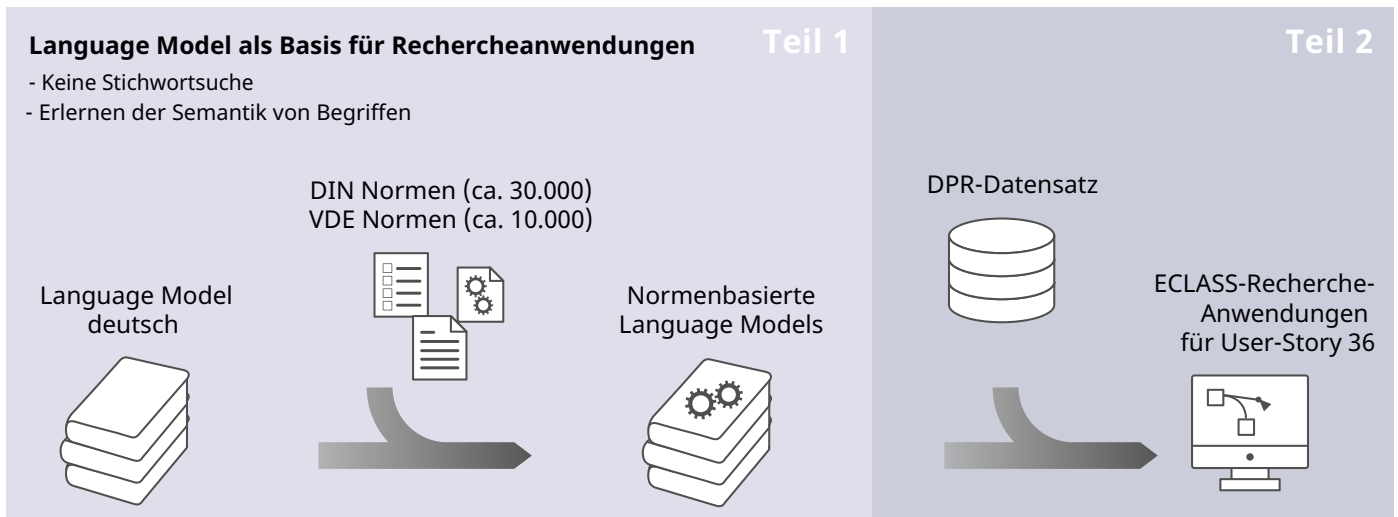 Language Model als Basis für Rechercheanwendungen
- Keine Stichwortsuche
- Erlernen der Semantik von Begriffen
Teil 1
DIN Normen (ca. 30.000)
VDE Normen (ca. 10.000)
Language Model
deutsch
Normenbasierte
Language Models
Teil 2
DPR-Datensatz
ECLASS-Recherche-
Anwendungen
für User-Story 36